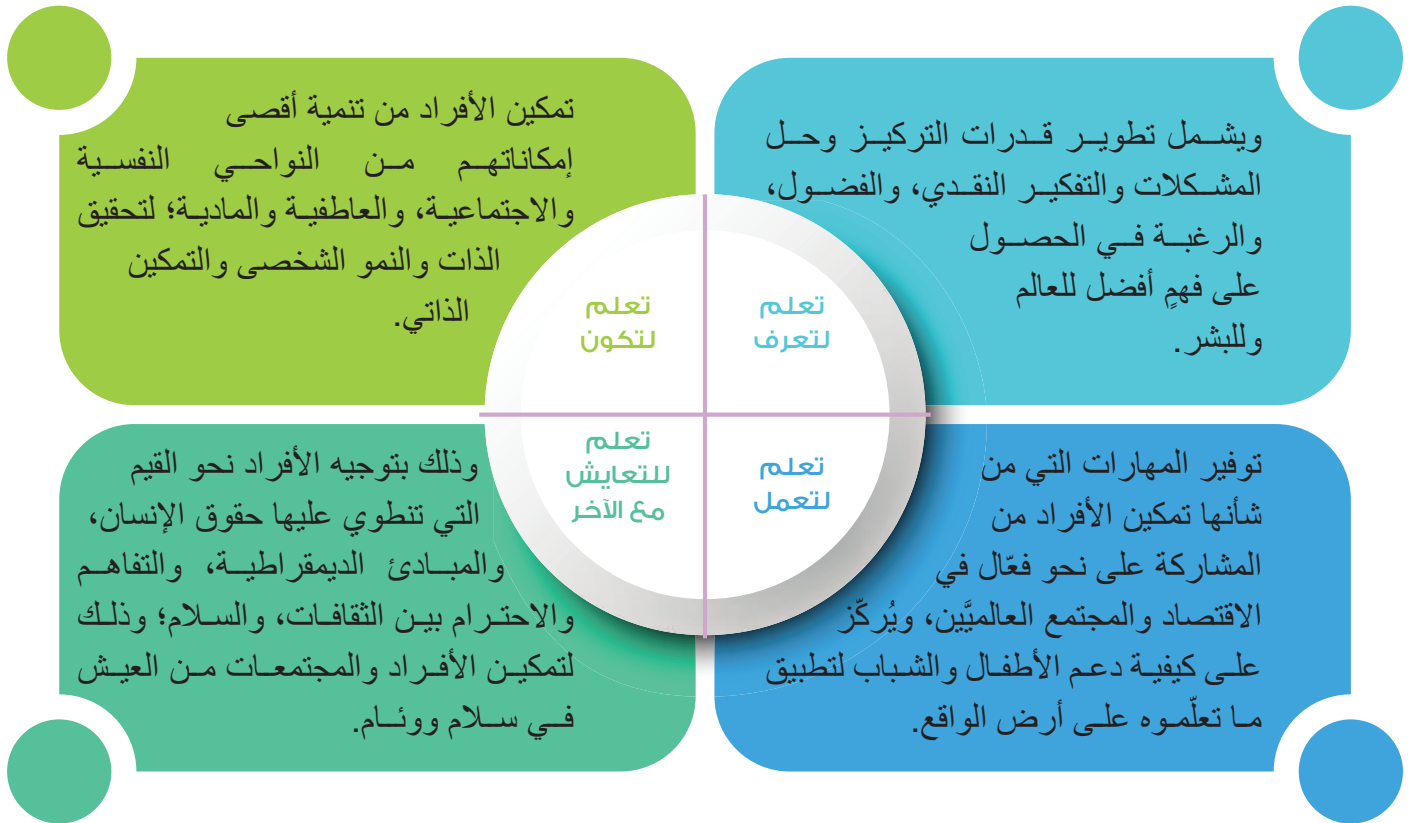 ويشمل تطوير قدرات التركيز وحل
المشكلات والتفكير النقدي، والفضول،
والرغبة في الحصول
على فهمٍ أفضل للعالم
وللبشر.
تعلم
لتعرف
تمكين الأفراد من تنمية أقصى
إمكاناتهم من النواحي النفسية
والاجتماعية، والعاطفية والمادية؛ لتحقيق
الذات والنمو الشخصى والتمكين
الذاتي.
تعلم
لتكون
توفير المهارات التي من
شأنها تمكين الأفراد من
المشاركة على نحو فعّال في
الاقتصاد والمجتمع العالميَّين، ويُركّز
على كيفية دعم الأطفال والشباب لتطبيق
ما تعلّموه على أرض الواقع.
تعلم
لتعمل
وذلك بتوجيه الأفراد نحو القيم
التي تنطوي عليها حقوق الإنسان،
والمبادئ الديمقراطية، والتفاهم
والاحترام بين الثقافات، والسلام؛ وذلك
لتمكين الأفراد والمجتمعات من العيش
في سلام ووئام.
تعلم
للتعايش
مع الآخر